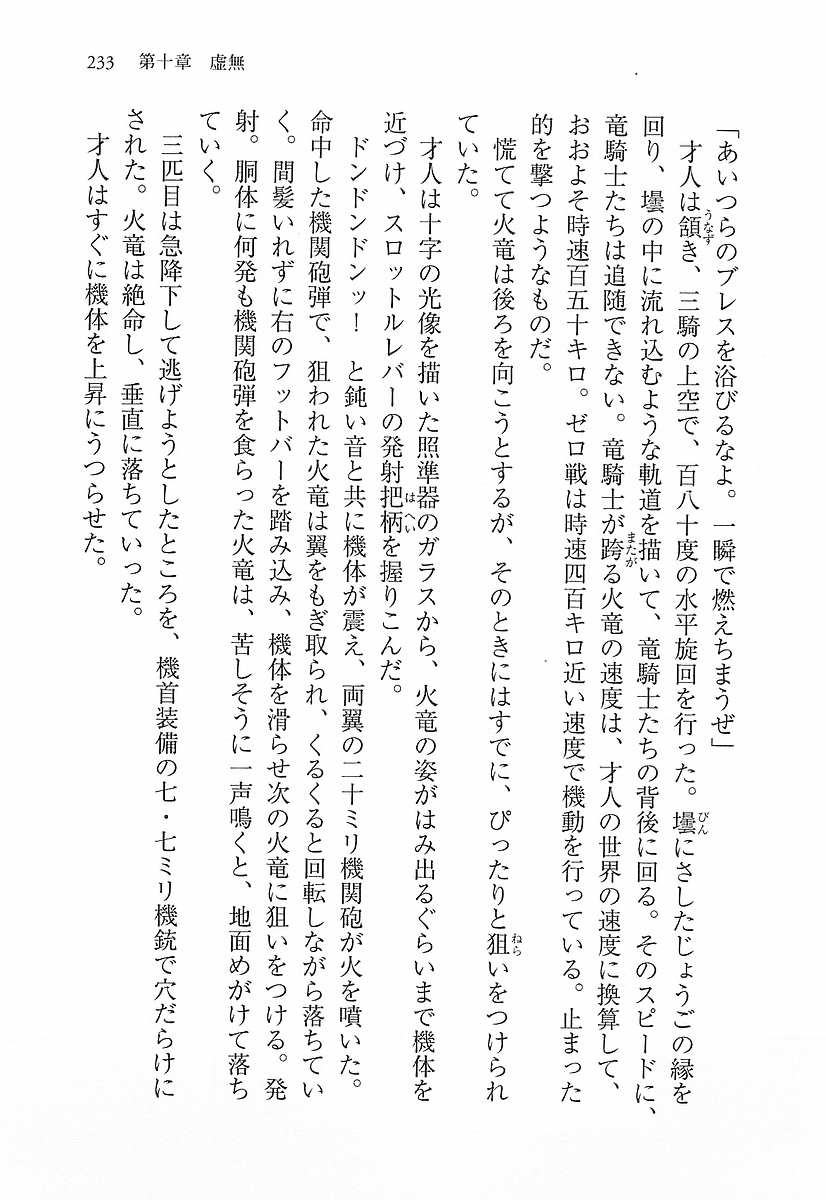 233　第十章　虚無
「あいつらのブレスを浴びるなよ。一瞬で燃えちまうぜ」
　才人は頷き、三騎の上空で、百八十度の水平旋回を行った。壜にさしたじょうごの縁を
回り、壜の中に流れ込むような軌道を描いて、竜騎士たちの背後に回る。そのスピードに、
竜騎士たちは追随できない。竜騎士が跨る火竜の速度は、才人の世界の速度に換算して、
おおよそ時速百五十キロ。ゼロ戦は時速四百キロ近い速度で機動を行っている。止まった
的を撃つようなものだ。
　慌てて火竜は後ろを向こうとするが、そのときにはすでに、ぴったりと狙いをつけられ
ていた。
　才人は十字の光像を描いた照準器のガラスから、火竜の姿がはみ出るぐらいまで機体を
近づけ、スロットルレバーの発射把柄を握りこんだ。
　ドンドンドンッ！　と鈍い音と共に機体が震え、両翼の二十ミリ機関砲が火を噴いた。
命中した機関砲弾で、狙われた火竜は翼をもぎ取られ、くるくると回転しながら落ちてい
く。間髪いれずに右のフットバーを踏み込み、機体を滑らせ次の火竜に狙いをつける。発
射。胴体に何発も機関砲弾を食らった火竜は、苦しそうに一声鳴くと、地面めがけて落ち
ていく。
　三匹目は急降下して逃げようとしたところを、機首装備の七・七ミリ機銃で穴だらけに
された。火竜は絶命し、垂直に落ちていった。
　才人はすぐに機体を上昇にうつらせた。